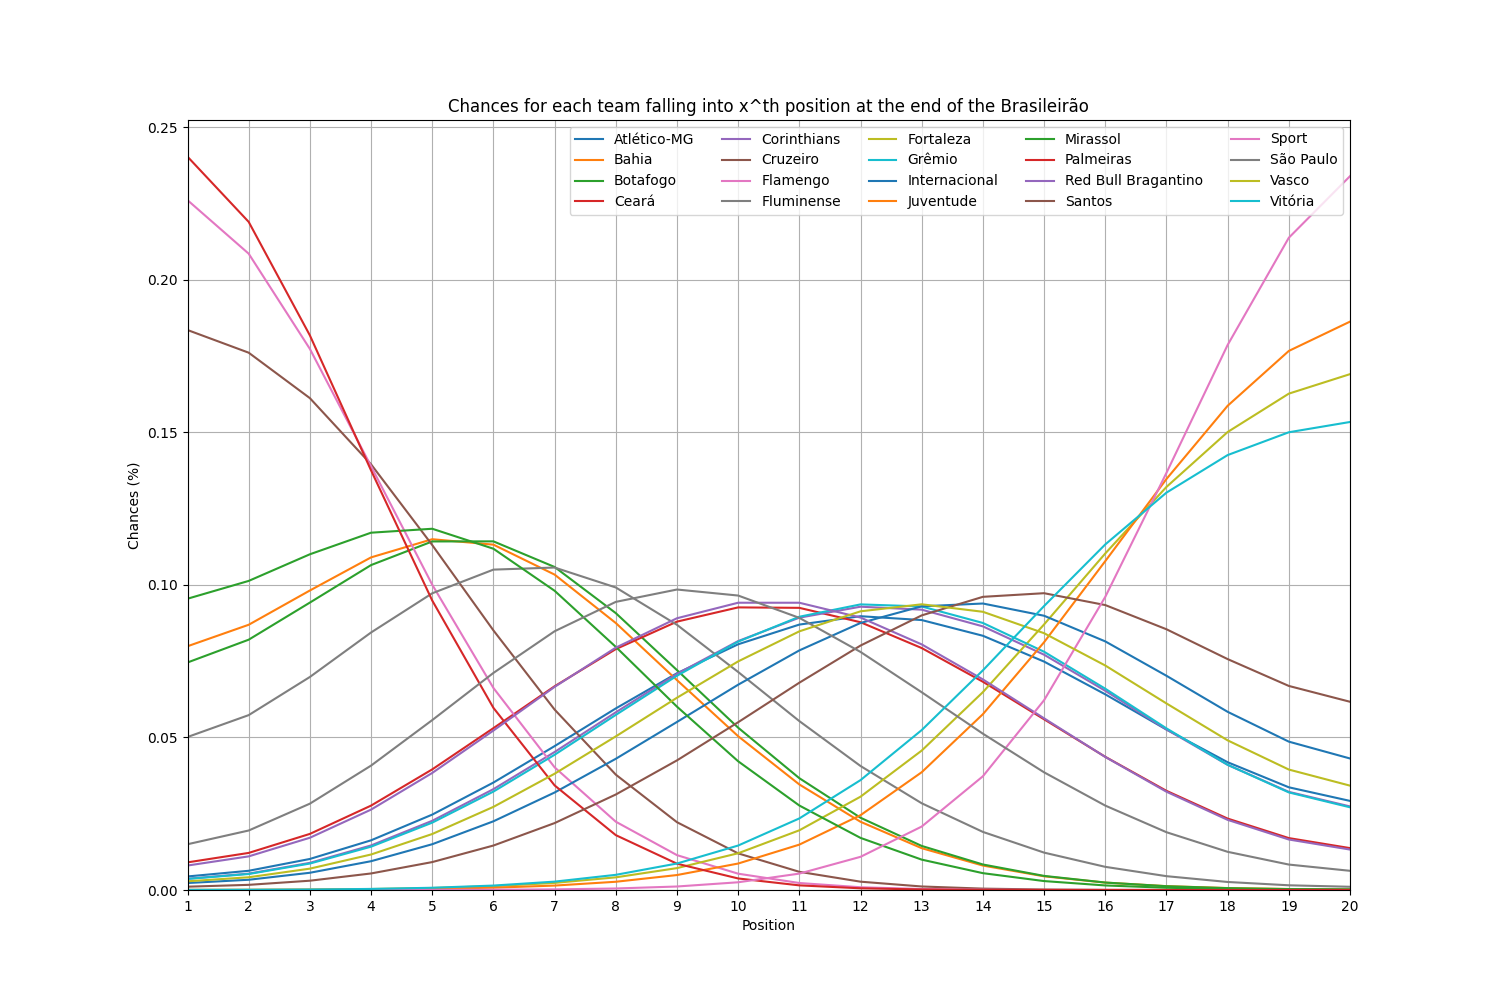 Chances for each team falling into x^th position at the end of the Brasileirão
0.25
0.20
0.15
0.10
0.05
0.00
Chances (%)
Atlético-MG
Bahia
Botafogo
Ceará
Corinthians
Cruzeiro
Flamengo
Fluminense
Fortaleza
Grêmio
Internacional
Juventude
Mirassol
Palmeiras
Red Bull Bragantino
Santos
Sport
São Paulo
Vasco
Vitória
1 2 3 4 5 6 7 8 9 10 11 12 13 14 15 16 17 18 19 20
Position